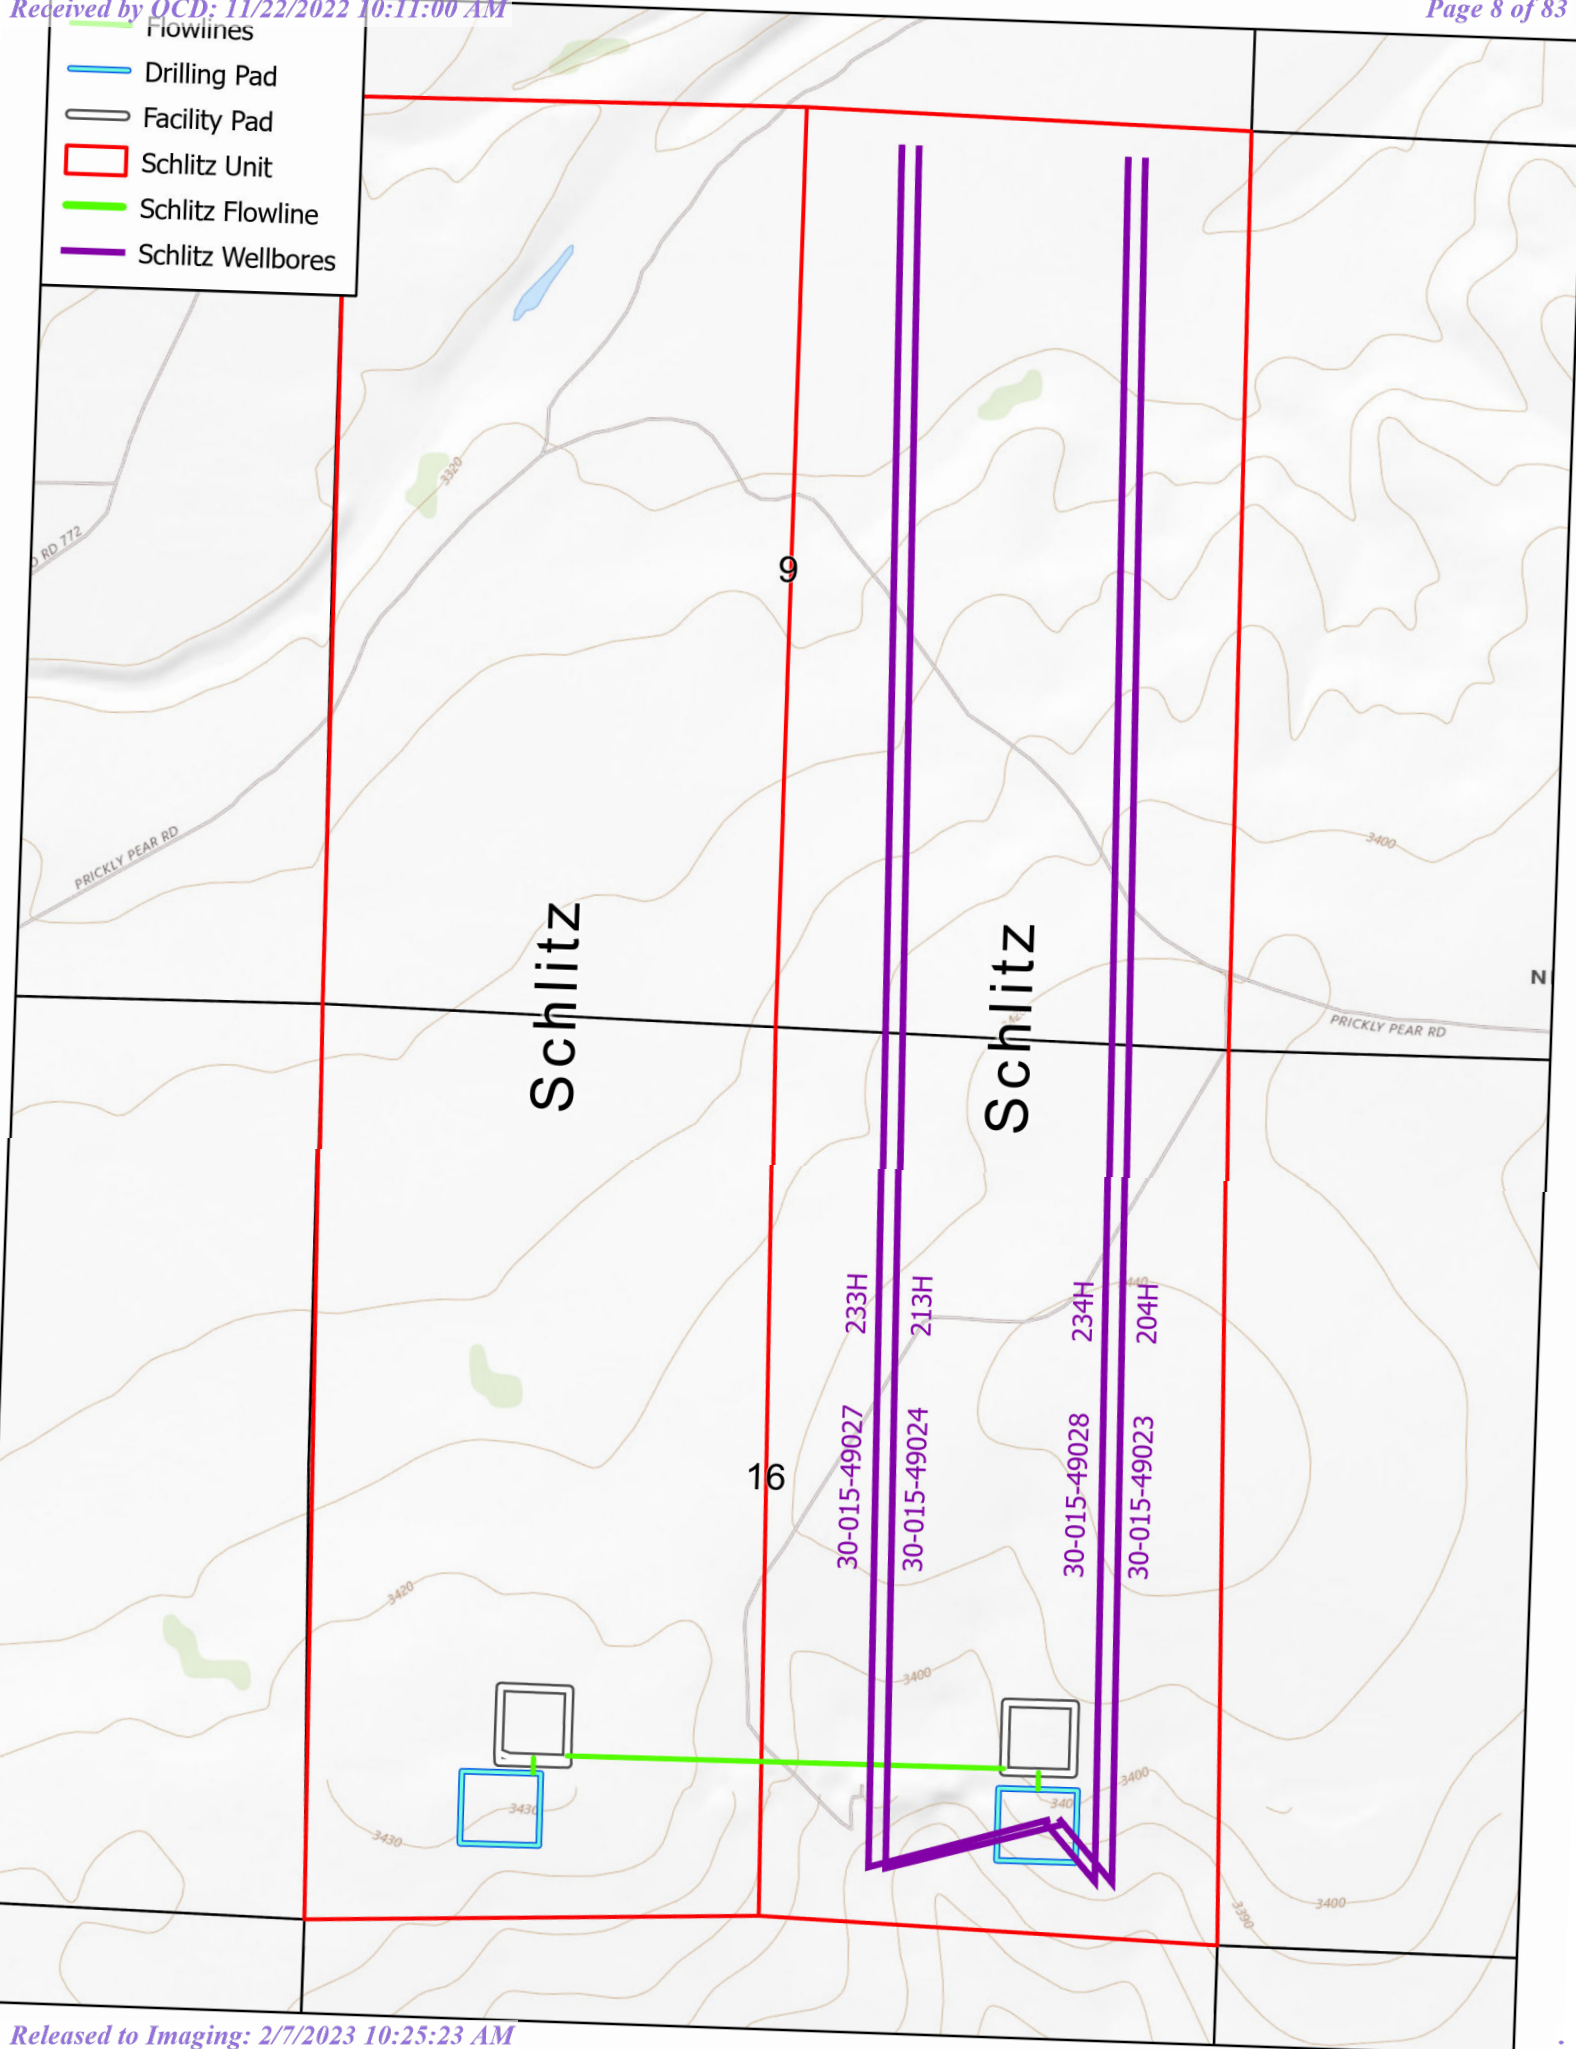 Received by OCD: 11/22/2022 10:11:00 AM
Page 8 of 83
Flowlines
Drilling Pad
Facility Pad
Schlitz Unit
Schlitz Flowline
Schlitz Wellbores
3320
RD 772
9
PRICKLY PEAR RD
3400
Schlitz
Schlitz
N
PRICKLY PEAR RD
233H
213H
234H
204H
30-015-49027
30-015-49024
30-015-49028
30-015-49023
16
3420
3400
3400
3430
3430
3400
3390
Released to Imaging: 2/7/2023 10:25:23 AM